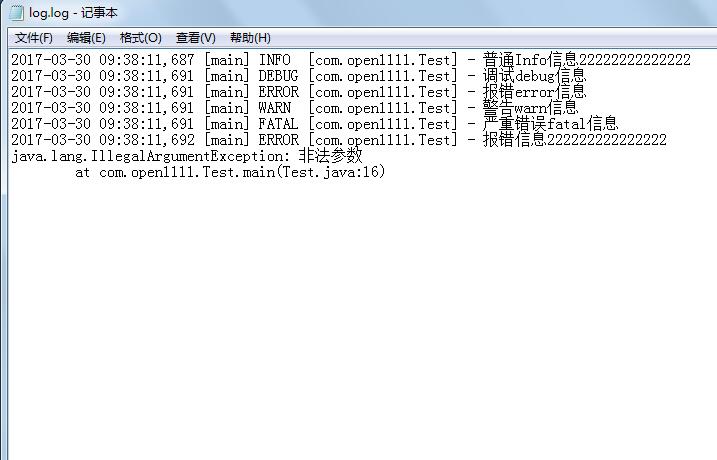 log.log - 记事本
文件(F) 编辑(E) 格式(O) 查看(V) 帮助(H)
2017-03-30 09:38:11,687 [main] INFO  [com.open1111.Test] - 普通Info信息22222222222222
2017-03-30 09:38:11,691 [main] DEBUG [com.open1111.Test] - 调试debug信息
2017-03-30 09:38:11,691 [main] ERROR [com.open1111.Test] - 报错error信息
2017-03-30 09:38:11,691 [main] WARN  [com.open1111.Test] - 警告warn信息
2017-03-30 09:38:11,691 [main] FATAL [com.open1111.Test] - 严重错误fatal信息
2017-03-30 09:38:11,692 [main] ERROR [com.open1111.Test] - 报错信息222222222222222
java.lang.IllegalArgumentException: 非法参数
	at com.open1111.Test.main(Test.java:16)